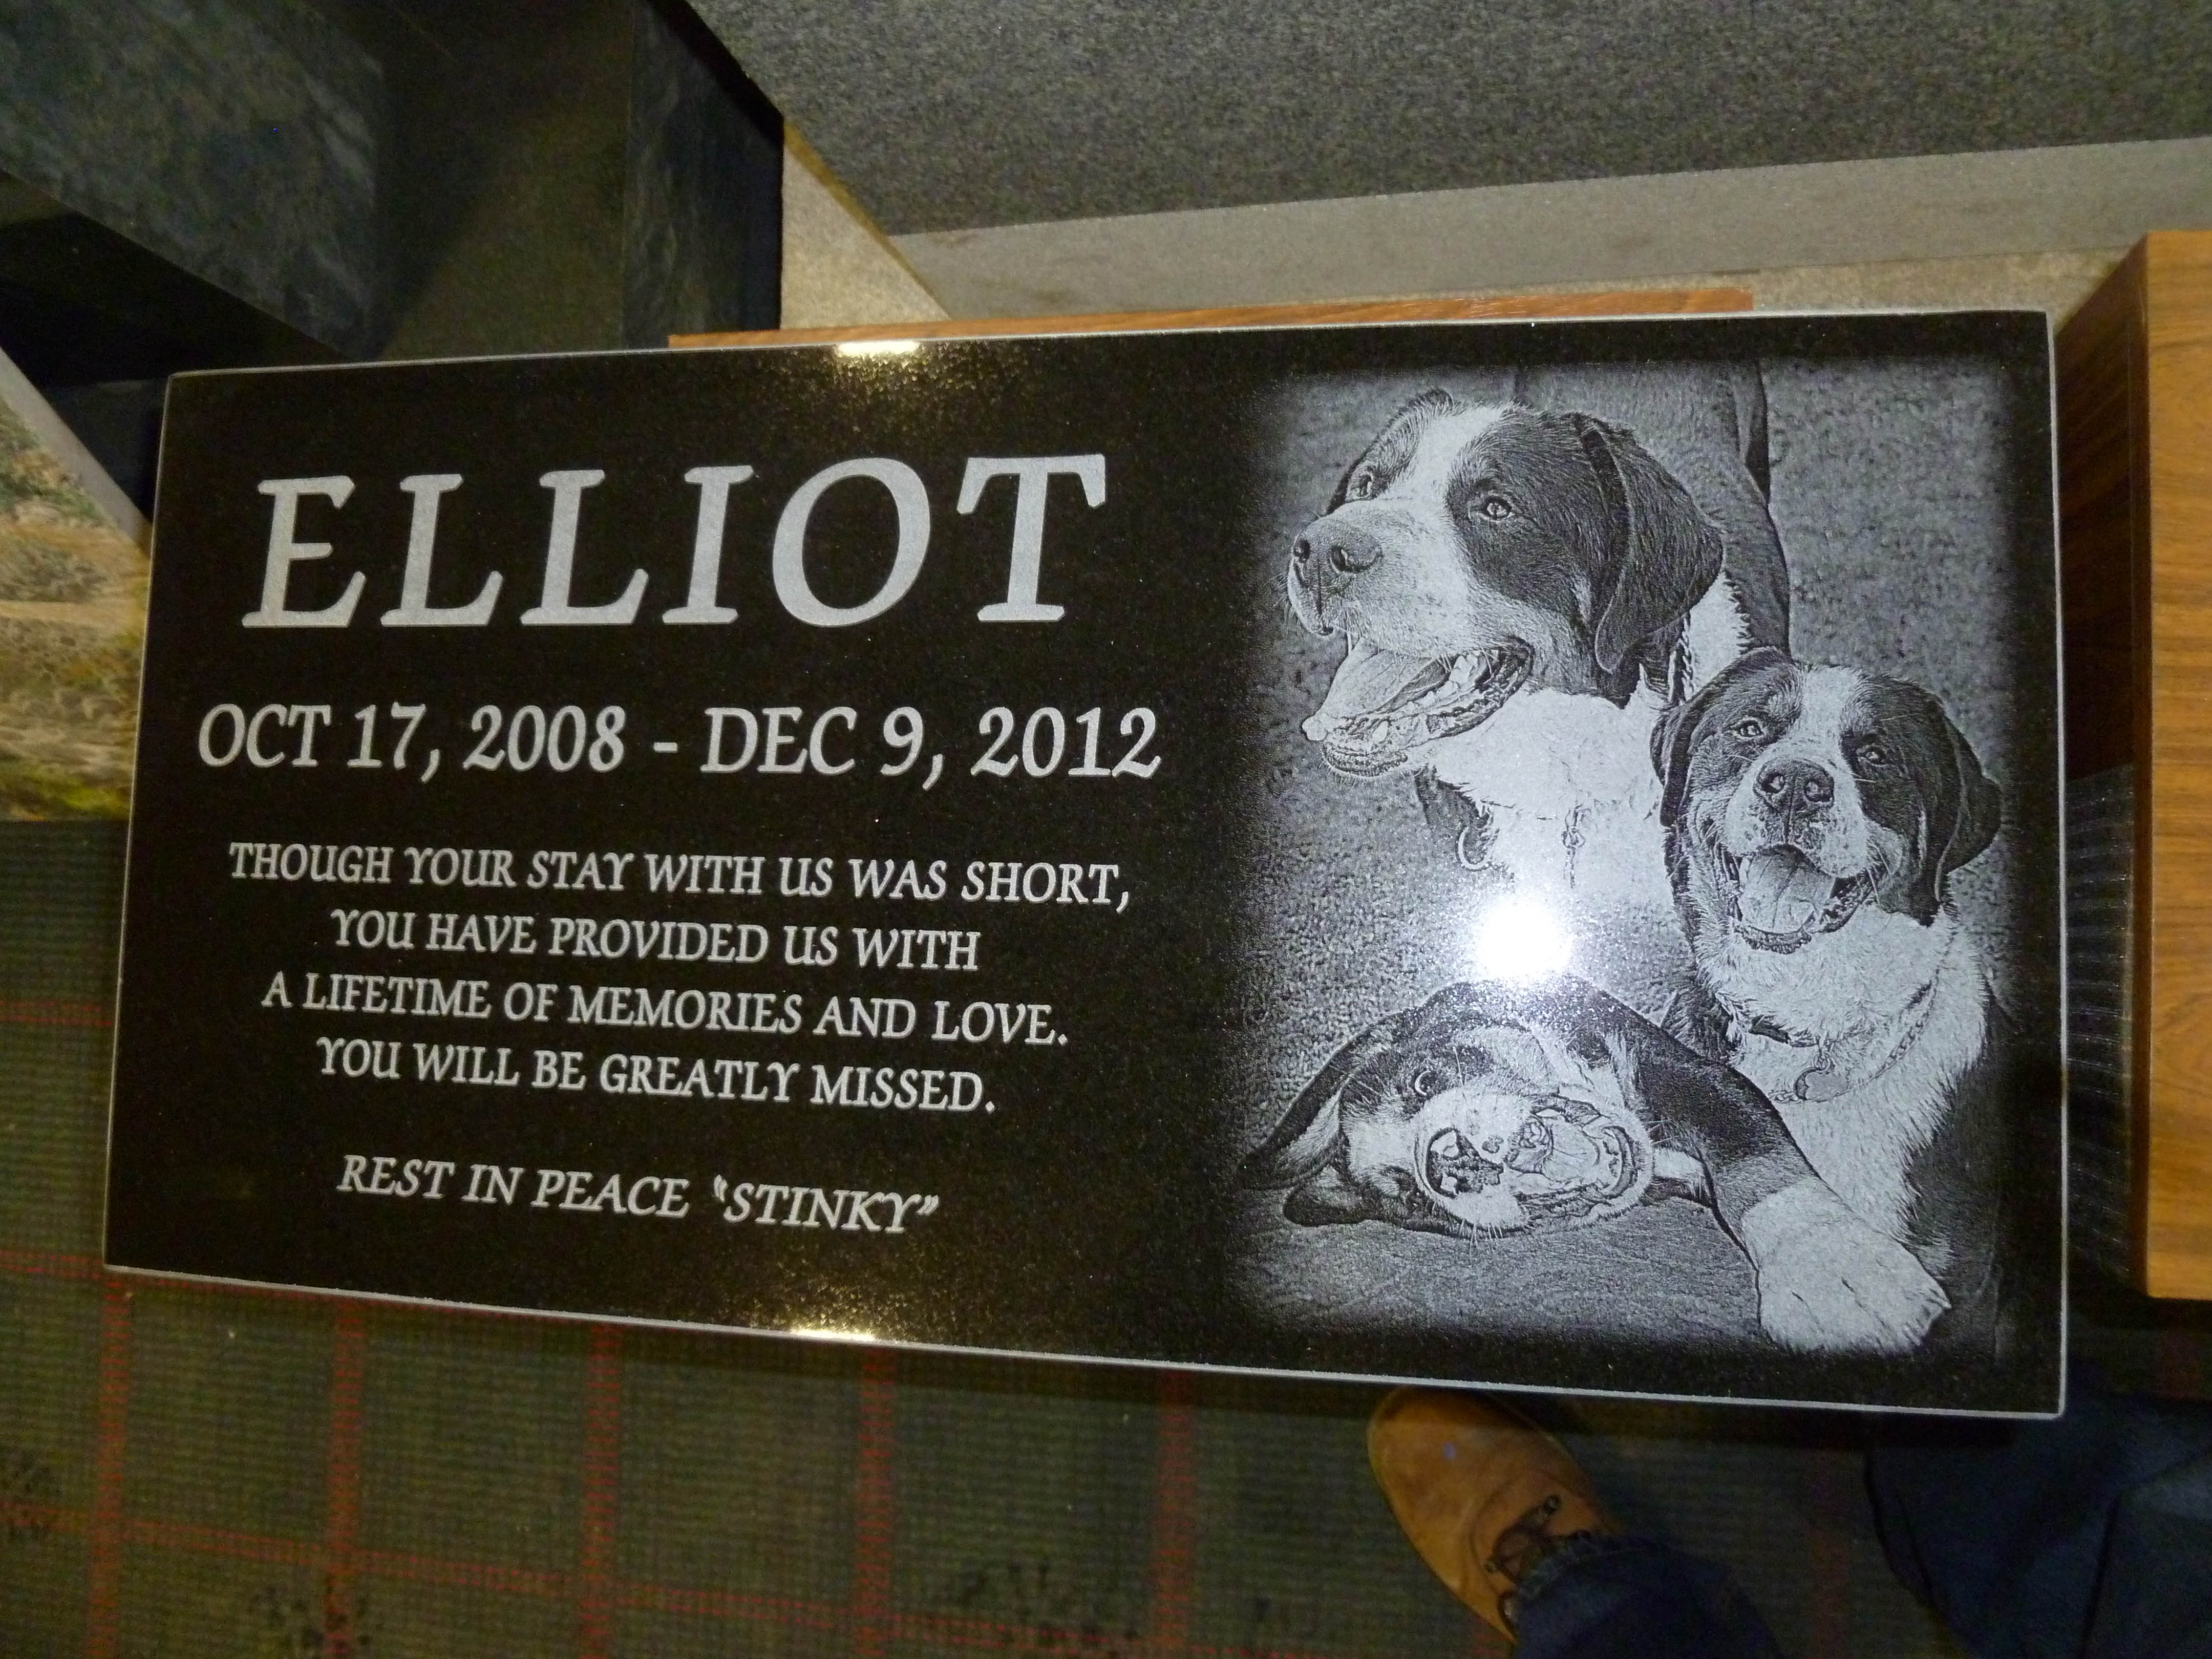 ELLIOT
OCT 17, 2008 - DEC 9, 2012
THOUGH YOUR STAY WITH US WAS SHORT,
YOU HAVE PROVIDED US WITH
A LIFETIME OF MEMORIES AND LOVE.
YOU WILL BE GREATLY MISSED.
REST IN PEACE "STINKY"